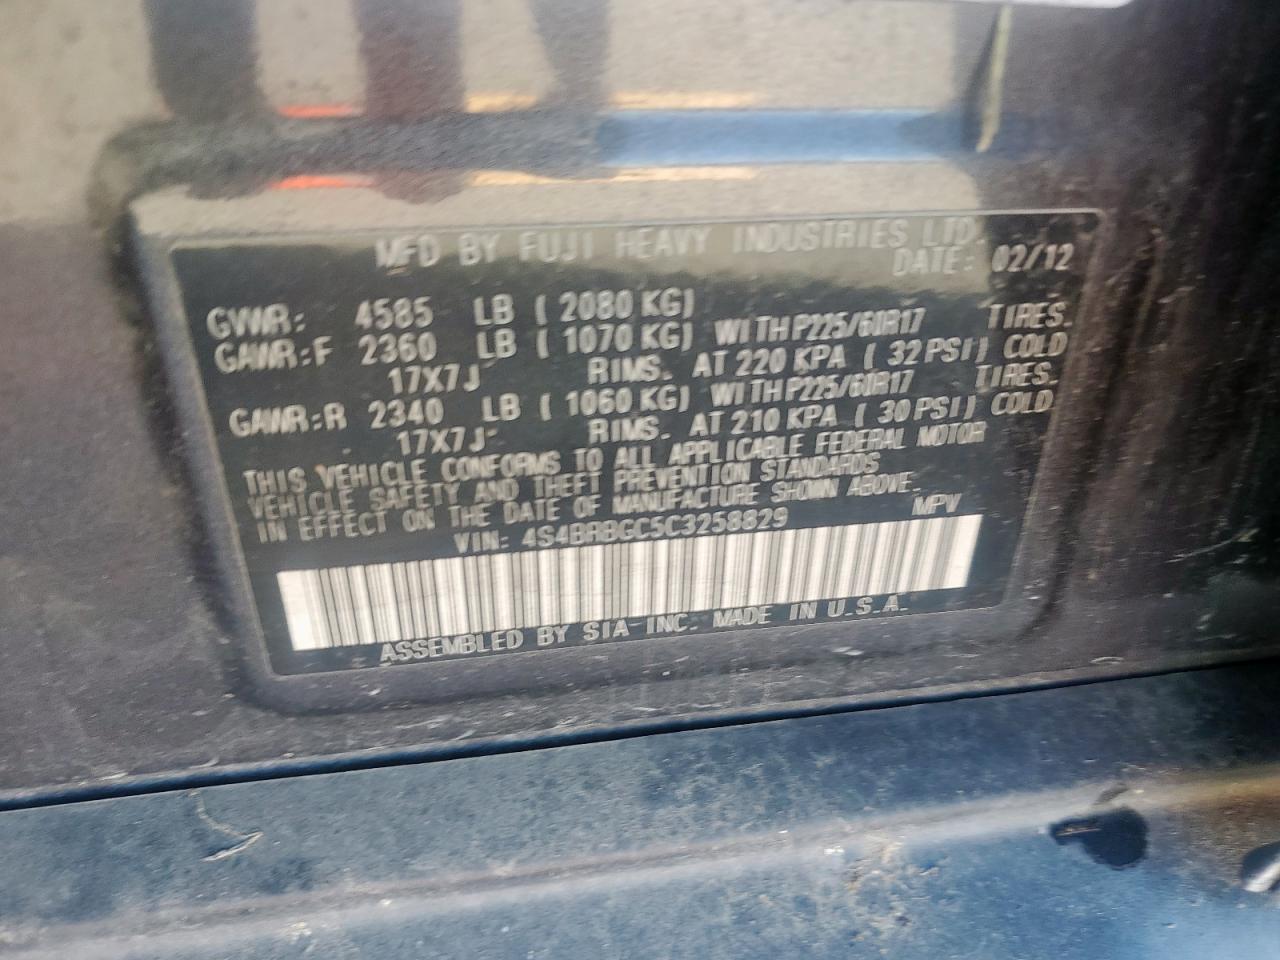 MFD BY FUJI HEAVY INDUSTRIES LTD.
DATE: 02/12
GVWR: 4585 LB ( 2080 KG)
GAWR:F 2360 LB ( 1070 KG) WITH P225/60R17 TIRES.
17X7J RIMS. AT 220 KPA ( 32 PSI) COLD
GAWR:R 2340 LB ( 1060 KG) WITH P225/60R17 TIRES.
17X7J RIMS. AT 210 KPA ( 30 PSI) COLD.
THIS VEHICLE CONFORMS TO ALL APPLICABLE FEDERAL MOTOR
VEHICLE SAFETY AND THEFT PREVENTION STANDARDS
IN EFFECT ON THE DATE OF MANUFACTURE SHOWN ABOVE.
VIN: 4S4BRBGC5C3258829 MPV
ASSEMBLED BY SIA INC. MADE IN U.S.A.